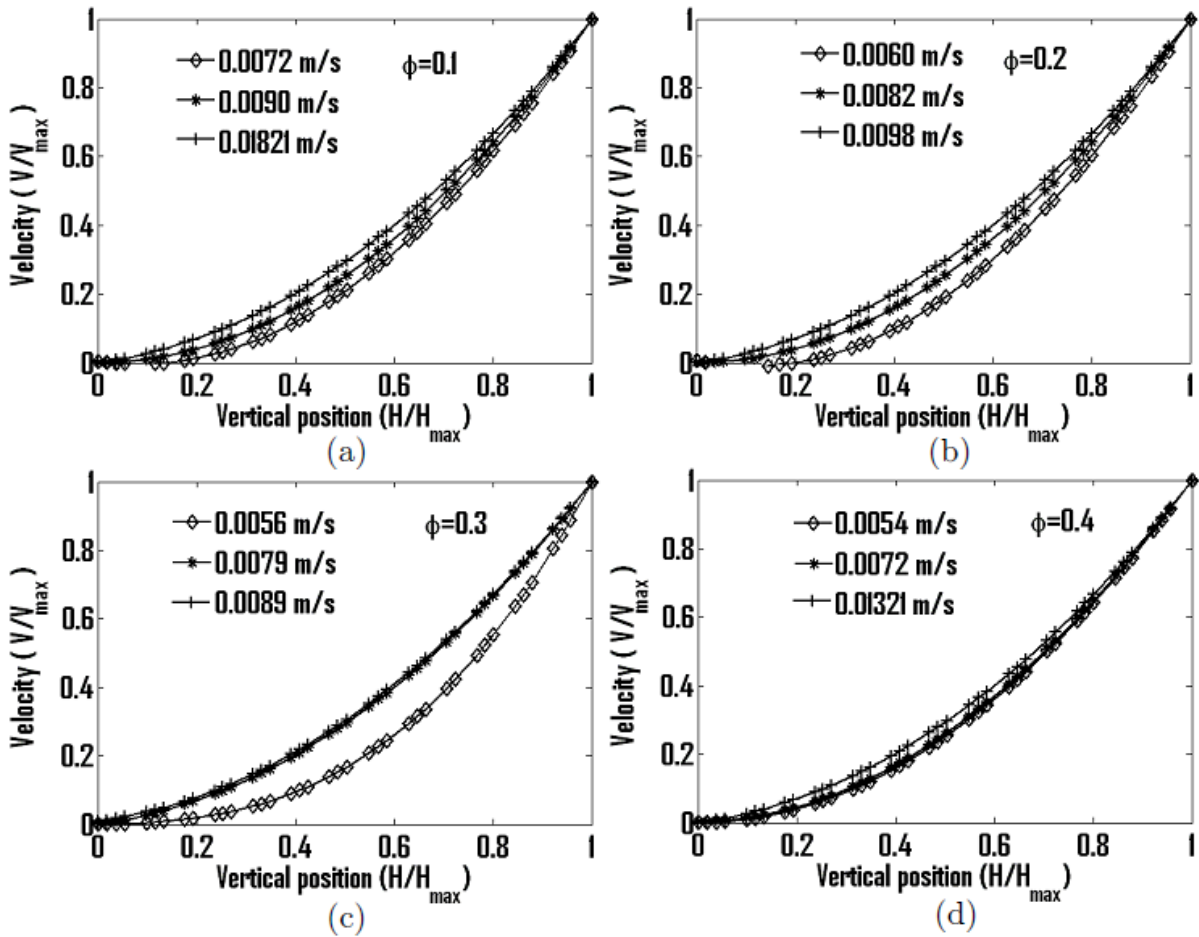 1
0.8
0.6
0.4
0.2
0
0 0.2 0.4 0.6 0.8 1
Velocity ( V/V_max )
Vertical position (H/H_max)
0.0072 m/s
0.0090 m/s
0.01821 m/s
ϕ=0.1
(a)
1
0.8
0.6
0.4
0.2
0
0 0.2 0.4 0.6 0.8 1
Velocity ( V/V_max )
Vertical position (H/H_max)
0.0060 m/s
0.0082 m/s
0.0098 m/s
ϕ=0.2
(b)
1
0.8
0.6
0.4
0.2
0
0 0.2 0.4 0.6 0.8 1
Velocity ( V/V_max )
Vertical position (H/H_max)
0.0056 m/s
0.0079 m/s
0.0089 m/s
ϕ=0.3
(c)
1
0.8
0.6
0.4
0.2
0
0 0.2 0.4 0.6 0.8 1
Velocity ( V/V_max )
Vertical position (H/H_max)
0.0054 m/s
0.0072 m/s
0.01321 m/s
ϕ=0.4
(d)